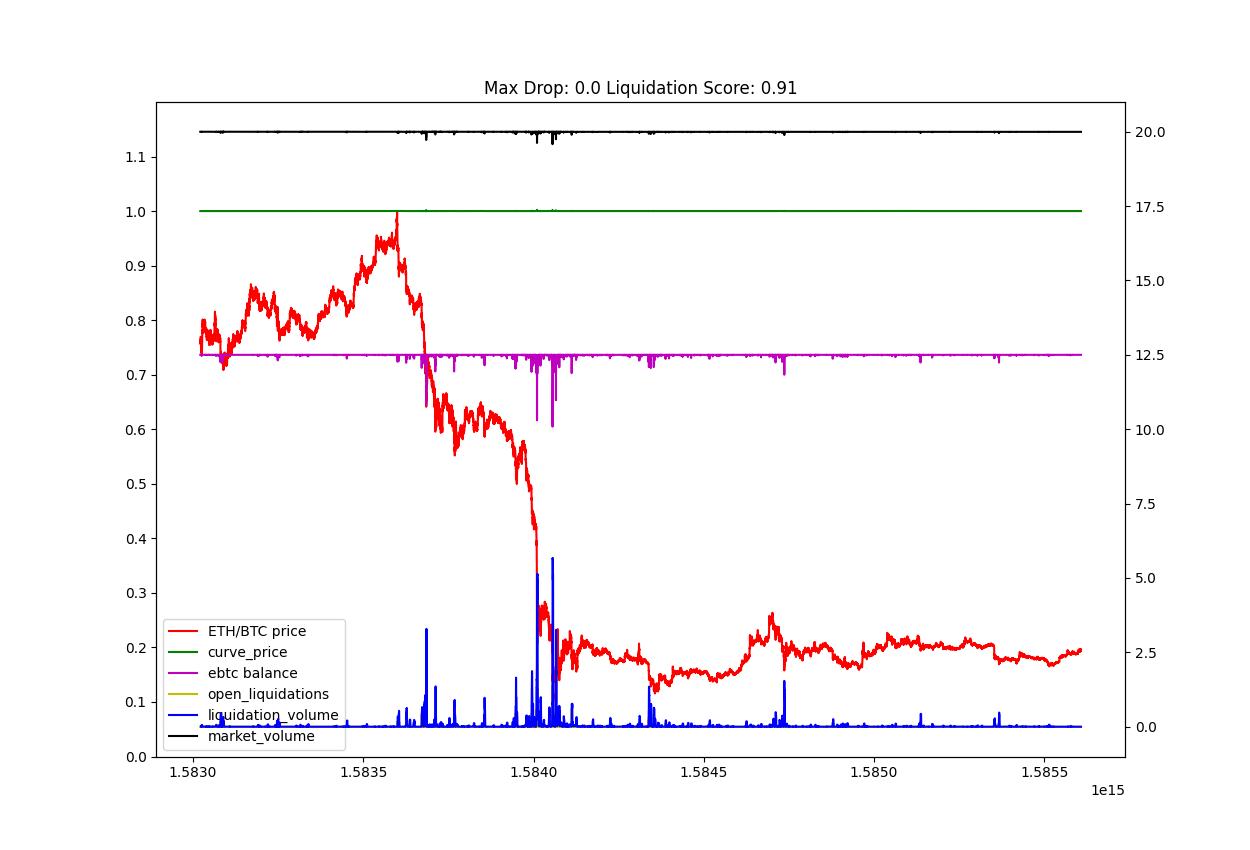 Max Drop: 0.0 Liquidation Score: 0.91
1.1
1.0
0.9
0.8
0.7
0.6
0.5
0.4
0.3
0.2
0.1
0.0
20.0
17.5
15.0
12.5
10.0
7.5
5.0
2.5
0.0
ETH/BTC price
curve_price
ebtc balance
open_liquidations
liquidation_volume
market_volume
1.5830 1.5835 1.5840 1.5845 1.5850 1.5855
1e15